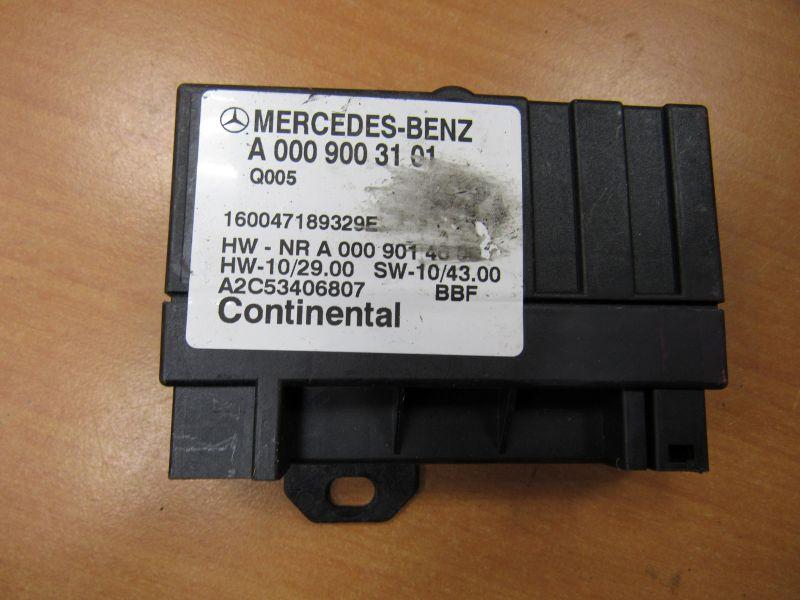 MERCEDES-BENZ
A 000 900 31 01
Q005
160047189329E
HW - NR A 000 901
HW-10/29.00 SW-10/43.00
A2C53406807 BBF
Continental